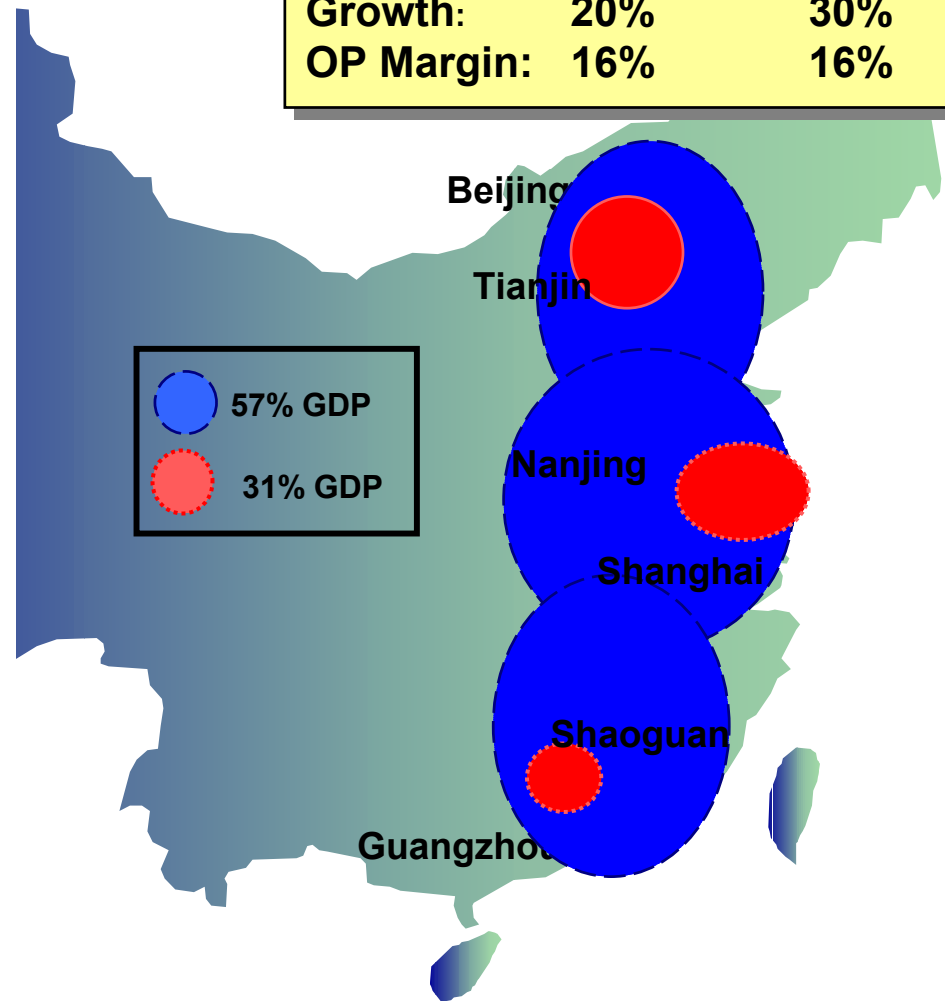 Growth: 20% 30%
OP Margin: 16% 16%
Beijing
Tianjin
57% GDP
Nanjing
31% GDP
Shanghai
Shaoguan
Guangzhou